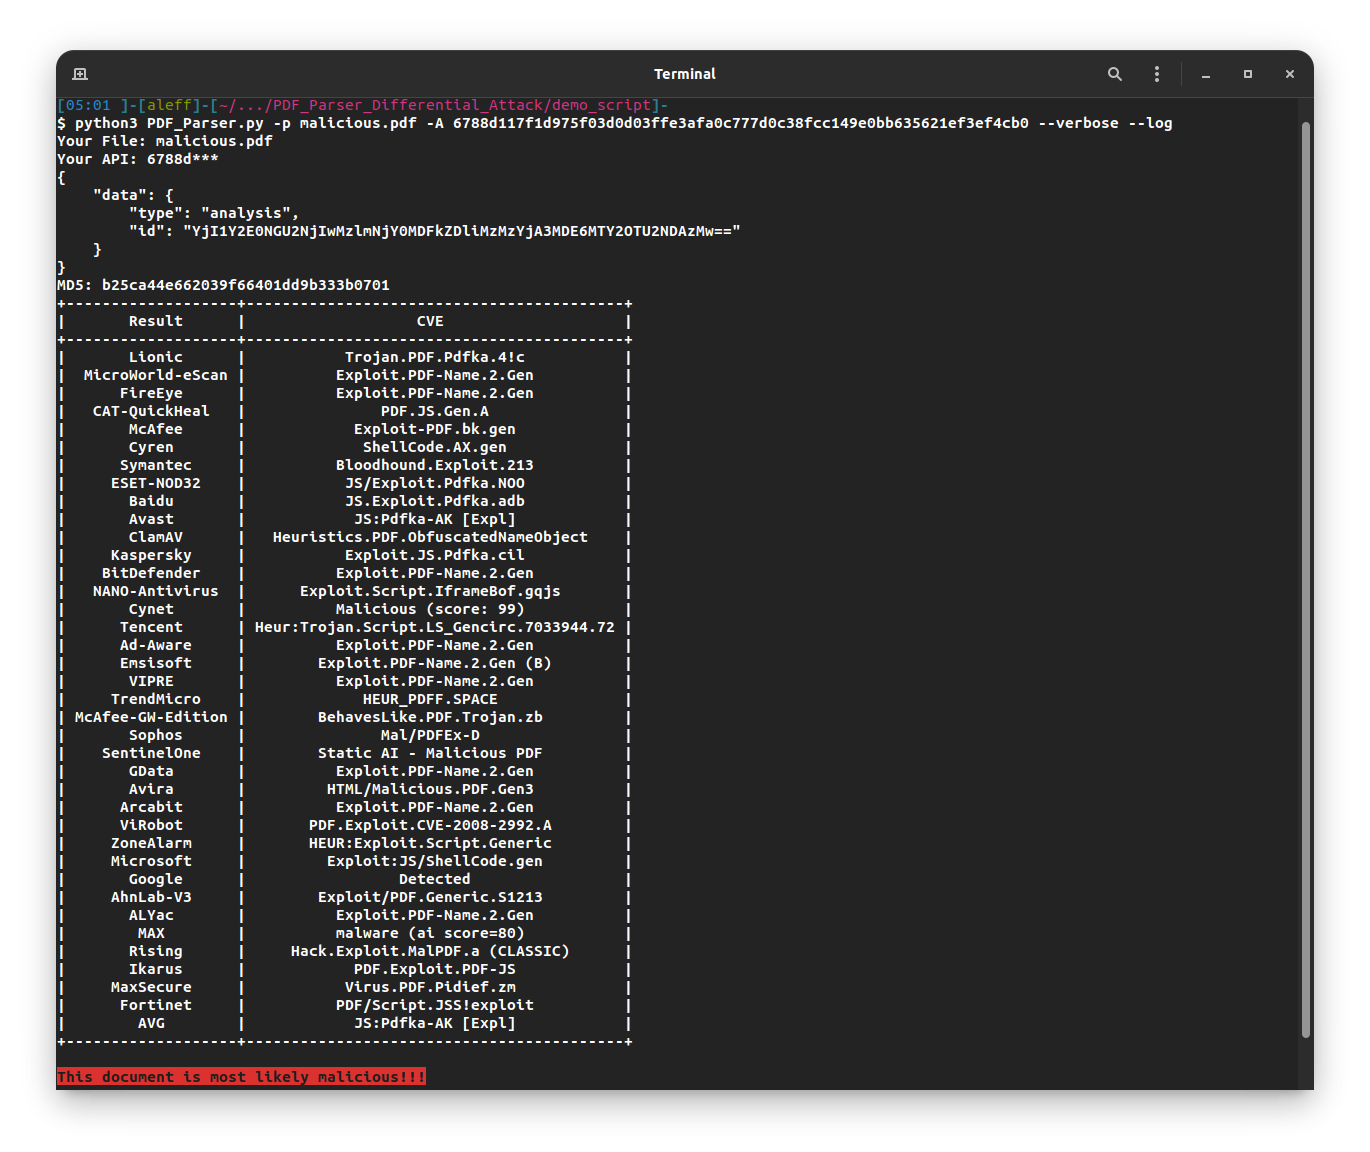 Terminal
[05:01 ]-[aleff]-[~/.../PDF_Parser_Differential_Attack/demo_script]-
$ python3 PDF_Parser.py -p malicious.pdf -A 6788d117f1d975f03d0d03ffe3afa0c777d0c38fcc149e0bb635621ef3ef4cb0 --verbose --log
Your File: malicious.pdf
Your API: 6788d***
{
    "data": {
        "type": "analysis",
        "id": "YjI1Y2E0NGU2NjIwMzlmNjY0MDFkZDliMzMzYjA3MDE6MTY2OTU2NDAzMw=="
    }
}
MD5: b25ca44e662039f66401dd9b333b0701
+-------------------+------------------------------------------+
|       Result      |                   CVE                    |
+-------------------+------------------------------------------+
|       Lionic      |           Trojan.PDF.Pdfka.4!c           |
|  MicroWorld-eScan |          Exploit.PDF-Name.2.Gen          |
|      FireEye      |          Exploit.PDF-Name.2.Gen          |
|   CAT-QuickHeal   |               PDF.JS.Gen.A               |
|       McAfee      |            Exploit-PDF.bk.gen            |
|       Cyren       |             ShellCode.AX.gen             |
|      Symantec     |          Bloodhound.Exploit.213          |
|     ESET-NOD32    |           JS/Exploit.Pdfka.NOO           |
|       Baidu       |           JS.Exploit.Pdfka.adb           |
|       Avast       |            JS:Pdfka-AK [Expl]            |
|       ClamAV      |   Heuristics.PDF.ObfuscatedNameObject    |
|     Kaspersky     |           Exploit.JS.Pdfka.cil           |
|    BitDefender    |          Exploit.PDF-Name.2.Gen          |
|   NANO-Antivirus  |      Exploit.Script.IframeBof.gqjs       |
|       Cynet       |          Malicious (score: 99)           |
|      Tencent      | Heur:Trojan.Script.LS_Gencirc.7033944.72 |
|      Ad-Aware     |          Exploit.PDF-Name.2.Gen          |
|      Emsisoft     |        Exploit.PDF-Name.2.Gen (B)        |
|       VIPRE       |          Exploit.PDF-Name.2.Gen          |
|     TrendMicro    |             HEUR_PDFF.SPACE              |
| McAfee-GW-Edition |        BehavesLike.PDF.Trojan.zb         |
|       Sophos      |               Mal/PDFEx-D                |
|    SentinelOne    |        Static AI - Malicious PDF         |
|       GData       |          Exploit.PDF-Name.2.Gen          |
|       Avira       |         HTML/Malicious.PDF.Gen3          |
|      Arcabit      |          Exploit.PDF-Name.2.Gen          |
|      ViRobot      |       PDF.Exploit.CVE-2008-2992.A        |
|     ZoneAlarm     |       HEUR:Exploit.Script.Generic        |
|     Microsoft     |         Exploit:JS/ShellCode.gen         |
|       Google      |                 Detected                 |
|     AhnLab-V3     |        Exploit/PDF.Generic.S1213         |
|       ALYac       |          Exploit.PDF-Name.2.Gen          |
|        MAX        |          malware (ai score=80)           |
|       Rising      |     Hack.Exploit.MalPDF.a (CLASSIC)      |
|       Ikarus      |            PDF.Exploit.PDF-JS            |
|     MaxSecure     |           Virus.PDF.Pidief.zm            |
|      Fortinet     |          PDF/Script.JSS!exploit          |
|        AVG        |            JS:Pdfka-AK [Expl]            |
+-------------------+------------------------------------------+
This document is most likely malicious!!!